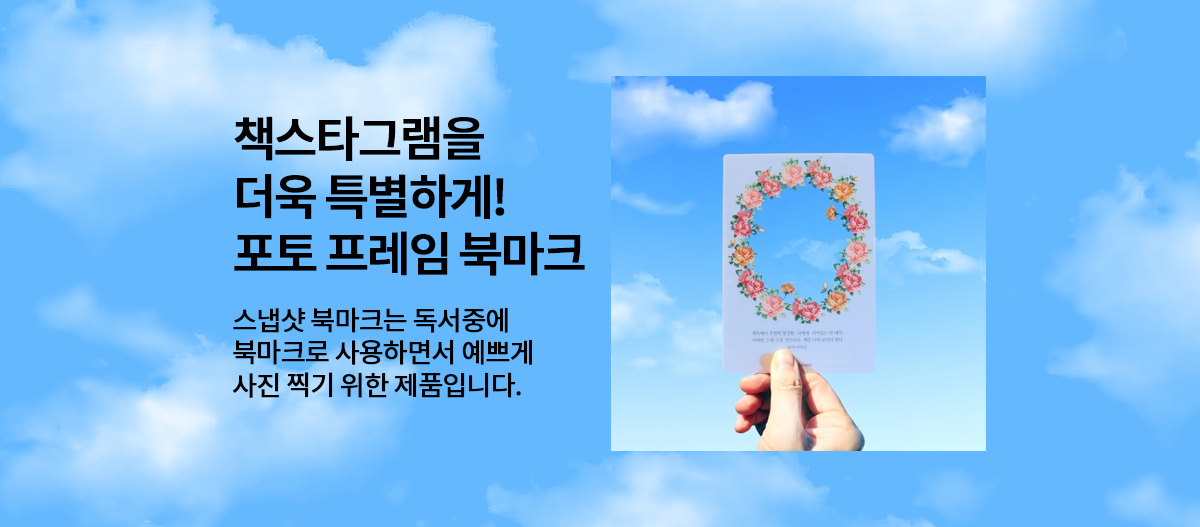 책스타그램을
더욱 특별하게!
포토 프레임 북마크
스냅샷 북마크는 독서중에
북마크로 사용하면서 예쁘게
사진 찍기 위한 제품입니다.